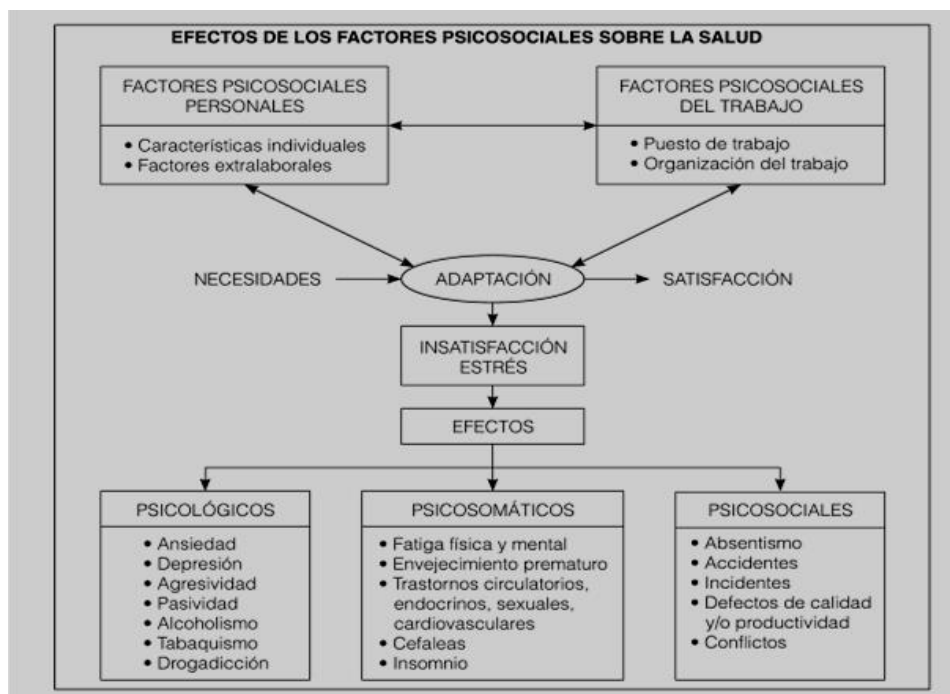 EFECTOS DE LOS FACTORES PSICOSOCIALES SOBRE LA SALUD
FACTORES PSICOSOCIALES
PERSONALES
• Características individuales
• Factores extralaborales
FACTORES PSICOSOCIALES
DEL TRABAJO
• Puesto de trabajo
• Organización del trabajo
NECESIDADES
ADAPTACIÓN
SATISFACCIÓN
INSATISFACCIÓN
ESTRÉS
EFECTOS
PSICOLÓGICOS
• Ansiedad
• Depresión
• Agresividad
• Pasividad
• Alcoholismo
• Tabaquismo
• Drogadicción
PSICOSOMÁTICOS
• Fatiga física y mental
• Envejecimiento prematuro
• Trastornos circulatorios,
endocrinos, sexuales,
cardiovasculares
• Cefaleas
• Insomnio
PSICOSOCIALES
• Absentismo
• Accidentes
• Incidentes
• Defectos de calidad
y/o productividad
• Conflictos